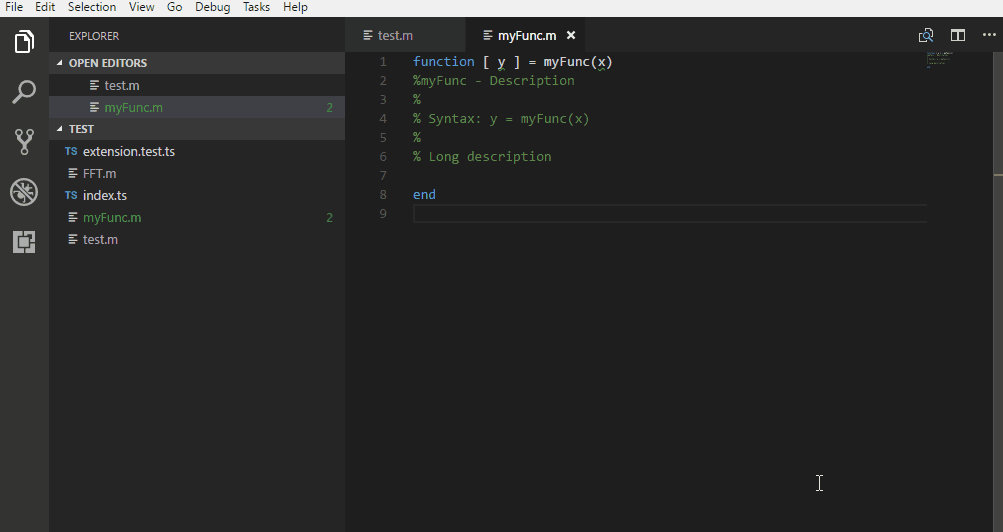 File Edit Selection View Go Debug Tasks Help
EXPLORER
OPEN EDITORS
test.m
myFunc.m 2
TEST
TS extension.test.ts
FFT.m
TS index.ts
myFunc.m 2
test.m
test.m myFunc.m
1 function [ y ] = myFunc(x)
2 %myFunc - Description
3 %
4 % Syntax: y = myFunc(x)
5 %
6 % Long description
7
8 end
9